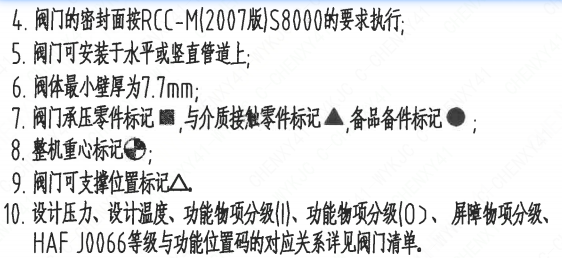 4. 阀门的密封面按RCC-M(2007版)S8000的要求执行;
5. 阀门可安装于水平或竖直管道上;
6. 阀体最小壁厚为7.7mm;
7. 阀门承压零件标记■,与介质接触零件标记▲,备品备件标记●;
8. 整机重心标记;
9. 阀门可支撑位置标记△.
10. 设计压力、设计温度、功能物项分级(I)、功能物项分级(O)、屏障物项分级、
HAF J0066等级与功能位置码的对应关系详见阀门清单.